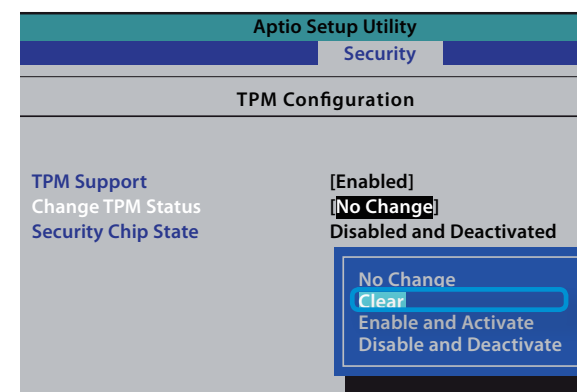 Aptio Setup Utility
Security
TPM Configuration
TPM Support [Enabled]
Change TPM Status [No Change]
Security Chip State Disabled and Deactivated
No Change
Clear
Enable and Activate
Disable and Deactivate